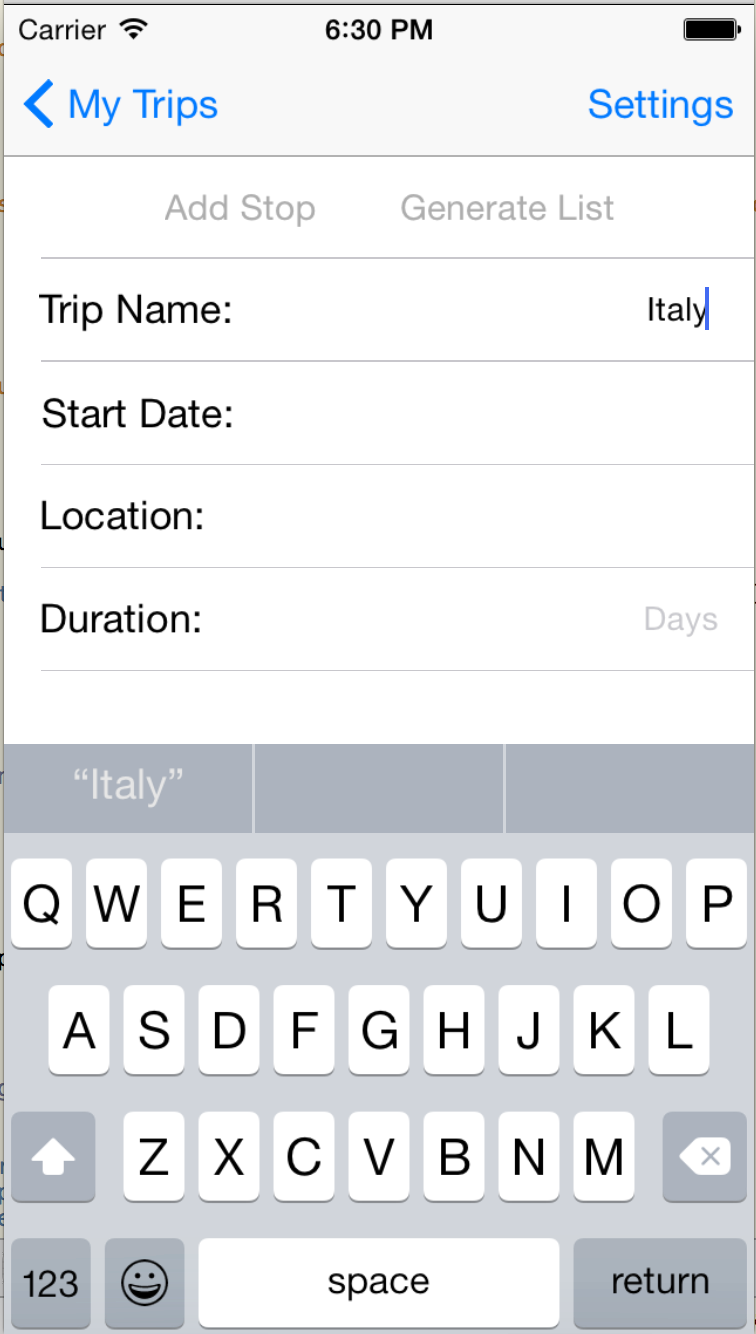 Carrier 6:30 PM
My Trips Settings
Add Stop Generate List
Trip Name: Italy
Start Date:
Location:
Duration: Days
“Italy”
Q W E R T Y U I O P
A S D F G H J K L
Z X C V B N M
123 space return